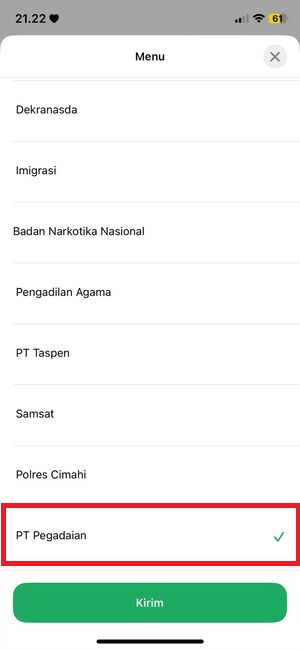 21.22
61
Menu
Dekranasda
Imigrasi
Badan Narkotika Nasional
Pengadilan Agama
PT Taspen
Samsat
Polres Cimahi
PT Pegadaian
Kirim